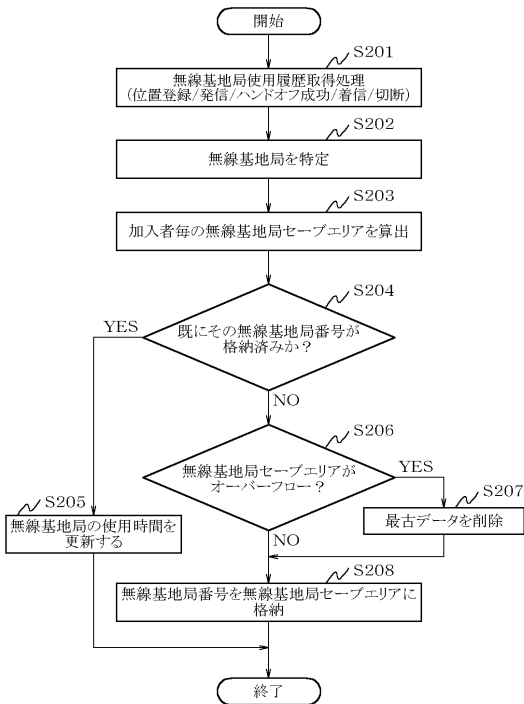 開始
S201
無線基地局使用履歴取得処理
(位置登録/発信/ハンドオフ成功/着信/切断)
S202
無線基地局を特定
S203
加入者毎の無線基地局セーブエリアを算出
S204
既にその無線基地局番号が
格納済みか?
YES
NO
S206
無線基地局セーブエリアが
オーバーフロー?
YES
S207
最古データを削除
S205
無線基地局の使用時間を
更新する
NO
S208
無線基地局番号を無線基地局セーブエリアに
格納
終了